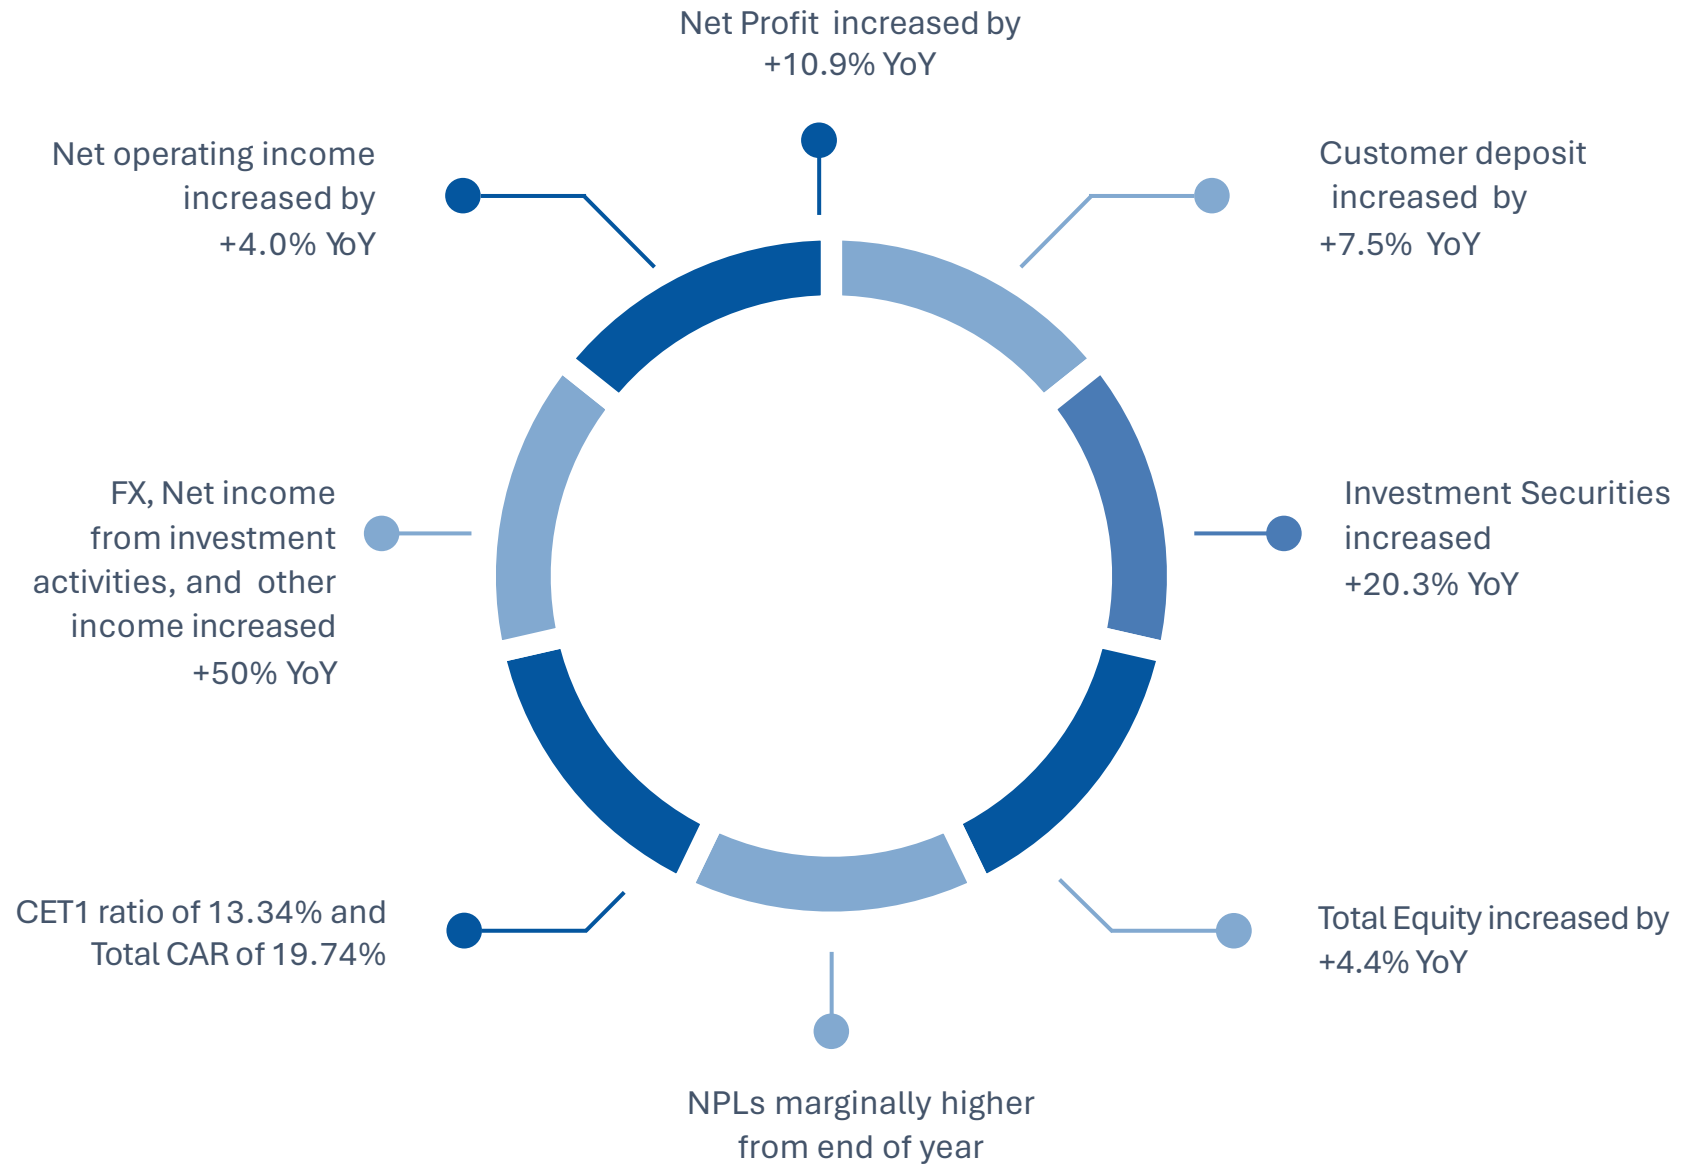 Net Profit increased by
+10.9% YoY
Net operating income
increased by
+4.0% YoY
Customer deposit
increased by
+7.5% YoY
FX, Net income
from investment
activities, and other
income increased
+50% YoY
Investment Securities
increased
+20.3% YoY
CET1 ratio of 13.34% and
Total CAR of 19.74%
Total Equity increased by
+4.4% YoY
NPLs marginally higher
from end of year